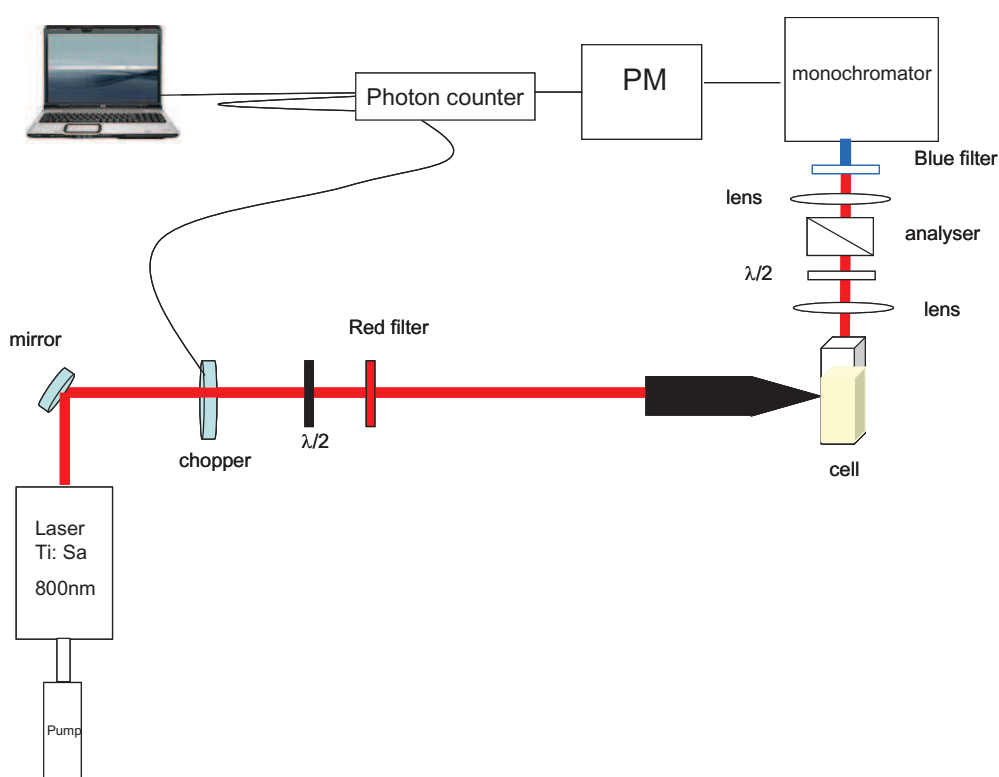 PM
monochromator
Photon counter
Blue filter
lens
analyser
λ/2
lens
Red filter
mirror
λ/2
chopper
cell
Laser
Ti: Sa
800nm
Pump